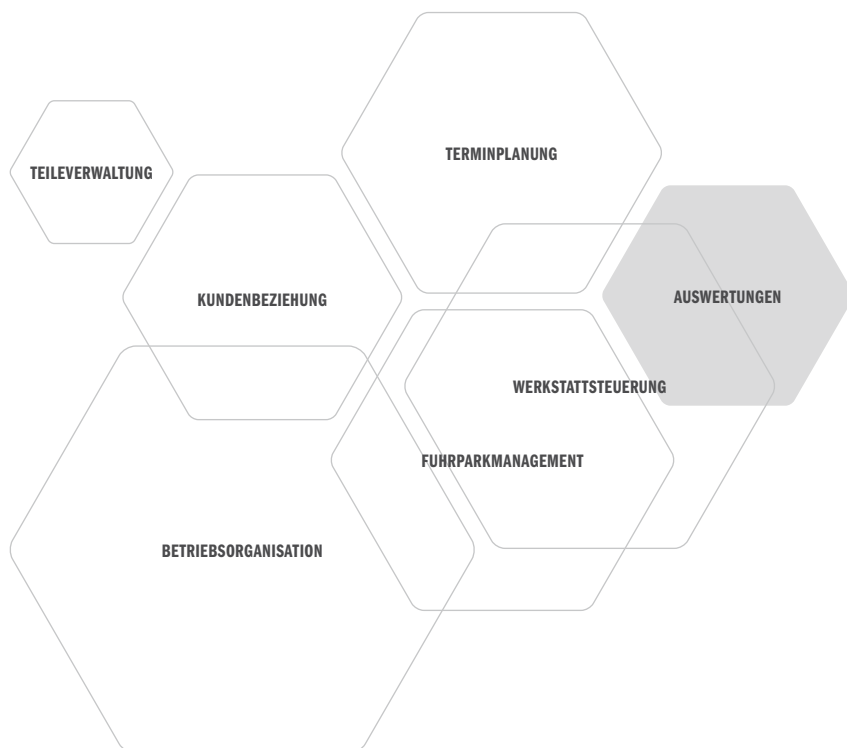 TERMINPLANUNG
TEILEVERWALTUNG
AUSWERTUNGEN
KUNDENBEZIEHUNG
WERKSTATTSTEUERUNG
FUHRPARKMANAGEMENT
BETRIEBSORGANISATION